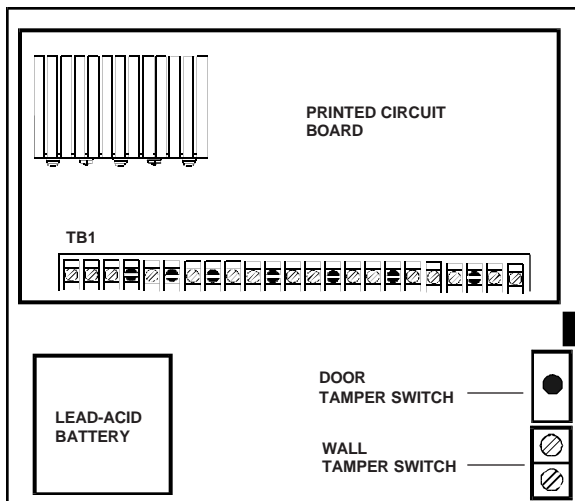 PRINTED CIRCUIT
BOARD
TB1
DOOR
TAMPER SWITCH
LEAD-ACID
BATTERY
WALL
TAMPER SWITCH